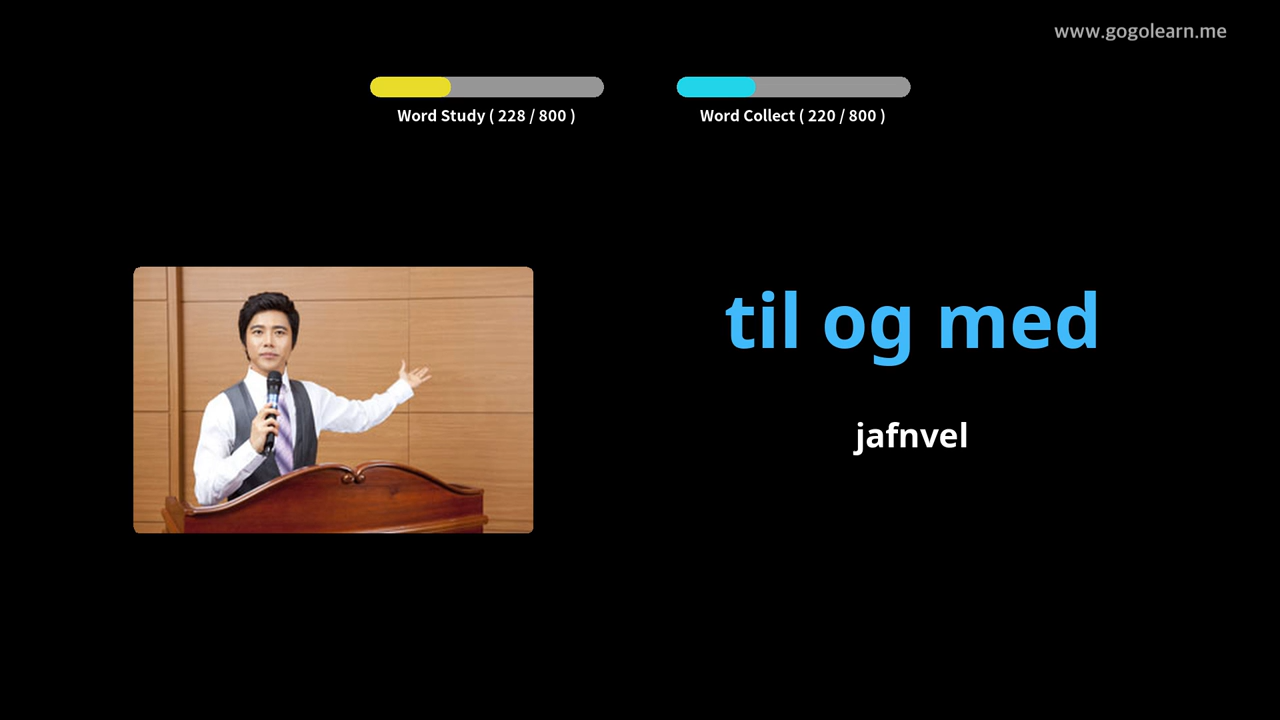 www.gogolearn.me
Word Study ( 228 / 800 )
Word Collect ( 220 / 800 )
til og med
jafnvel